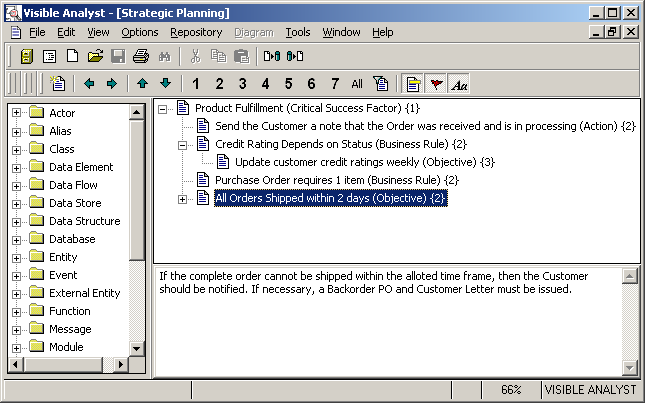 Visible Analyst - [Strategic Planning]
File Edit View Options Repository Diagram Tools Window Help
1 2 3 4 5 6 7 All Aa
Actor
Alias
Class
Data Element
Data Flow
Data Store
Data Structure
Database
Entity
Event
External Entity
Function
Message
Module
Product Fulfillment (Critical Success Factor) {1}
Send the Customer a note that the Order was received and is in processing (Action) {2}
Credit Rating Depends on Status (Business Rule) {2}
Update customer credit ratings weekly (Objective) {3}
Purchase Order requires 1 item (Business Rule) {2}
All Orders Shipped within 2 days (Objective) {2}
If the complete order cannot be shipped within the alloted time frame, then the Customer
should be notified. If necessary, a Backorder PO and Customer Letter must be issued.
66% VISIBLE ANALYST